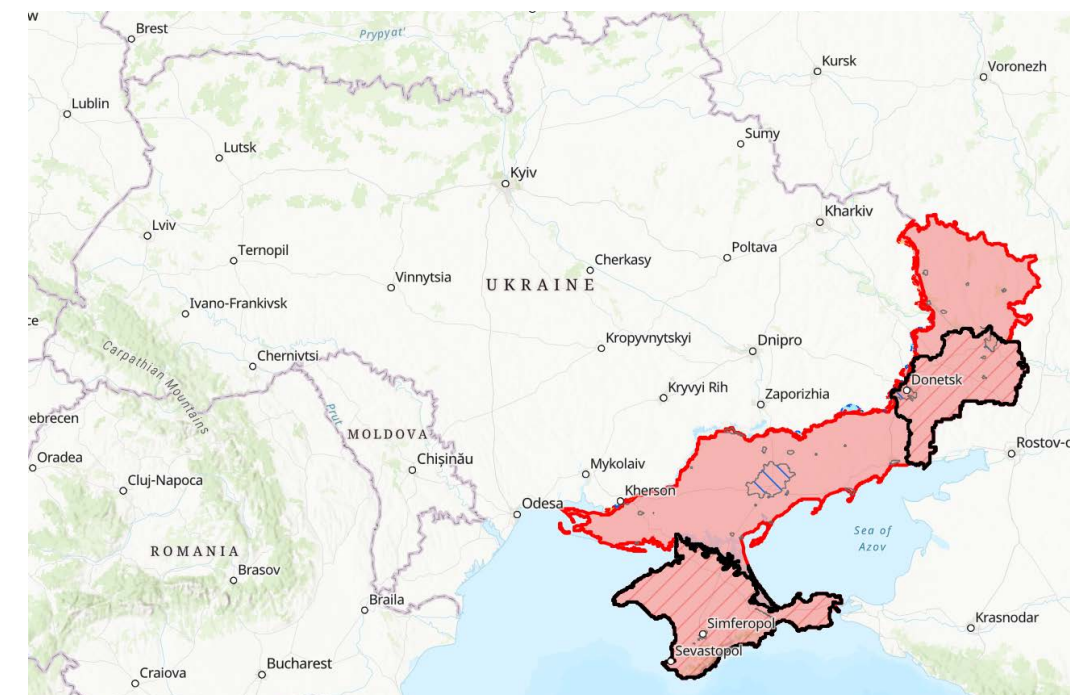 w
Brest
Prypyat'
Kursk
Voronezh
Lublin
Sumy
Lutsk
Kyiv
Kharkiv
Lviv
Poltava
Ternopil
Cherkasy
Vinnytsia
UKRAINE
Ivano-Frankivsk
ce
Kropyvnytskyi
Dnipro
Carpathian Mountains
Chernivtsi
Donetsk
Kryvyi Rih
Zaporizhia
Prut
ebrecen
MOLDOVA
Rostov-o
Oradea
Chișinău
Mykolaiv
Cluj-Napoca
Kherson
Odesa
Sea of
Azov
ROMANIA
Brasov
Braila
Krasnodar
Simferopol
Sevastopol
Bucharest
Craiova